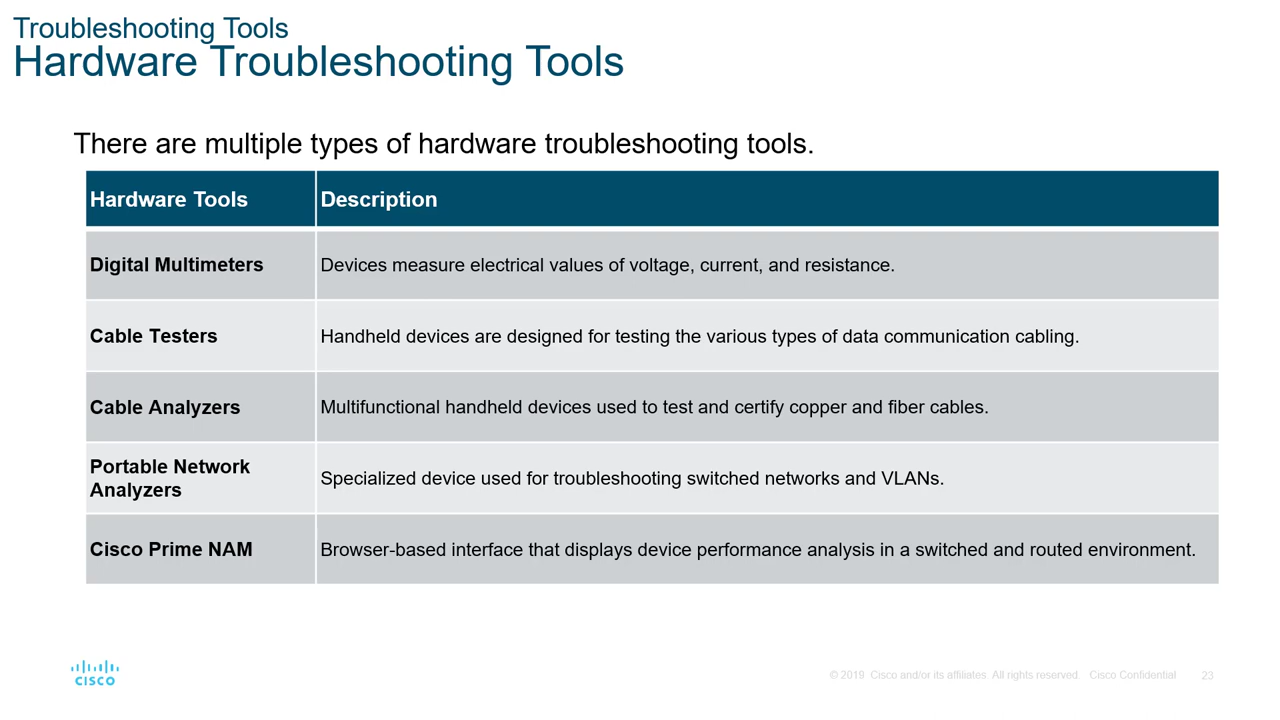 Troubleshooting Tools
Hardware Troubleshooting Tools
There are multiple types of hardware troubleshooting tools.
Hardware Tools
Description
Digital Multimeters
Devices measure electrical values of voltage, current, and resistance.
Cable Testers
Handheld devices are designed for testing the various types of data communication cabling.
Cable Analyzers
Multifunctional handheld devices used to test and certify copper and fiber cables.
Portable Network
Analyzers
Specialized device used for troubleshooting switched networks and VLANs.
Cisco Prime NAM
Browser-based interface that displays device performance analysis in a switched and routed environment.
CISCO
© 2019 Cisco and/or its affiliates. All rights reserved. Cisco Confidential
23